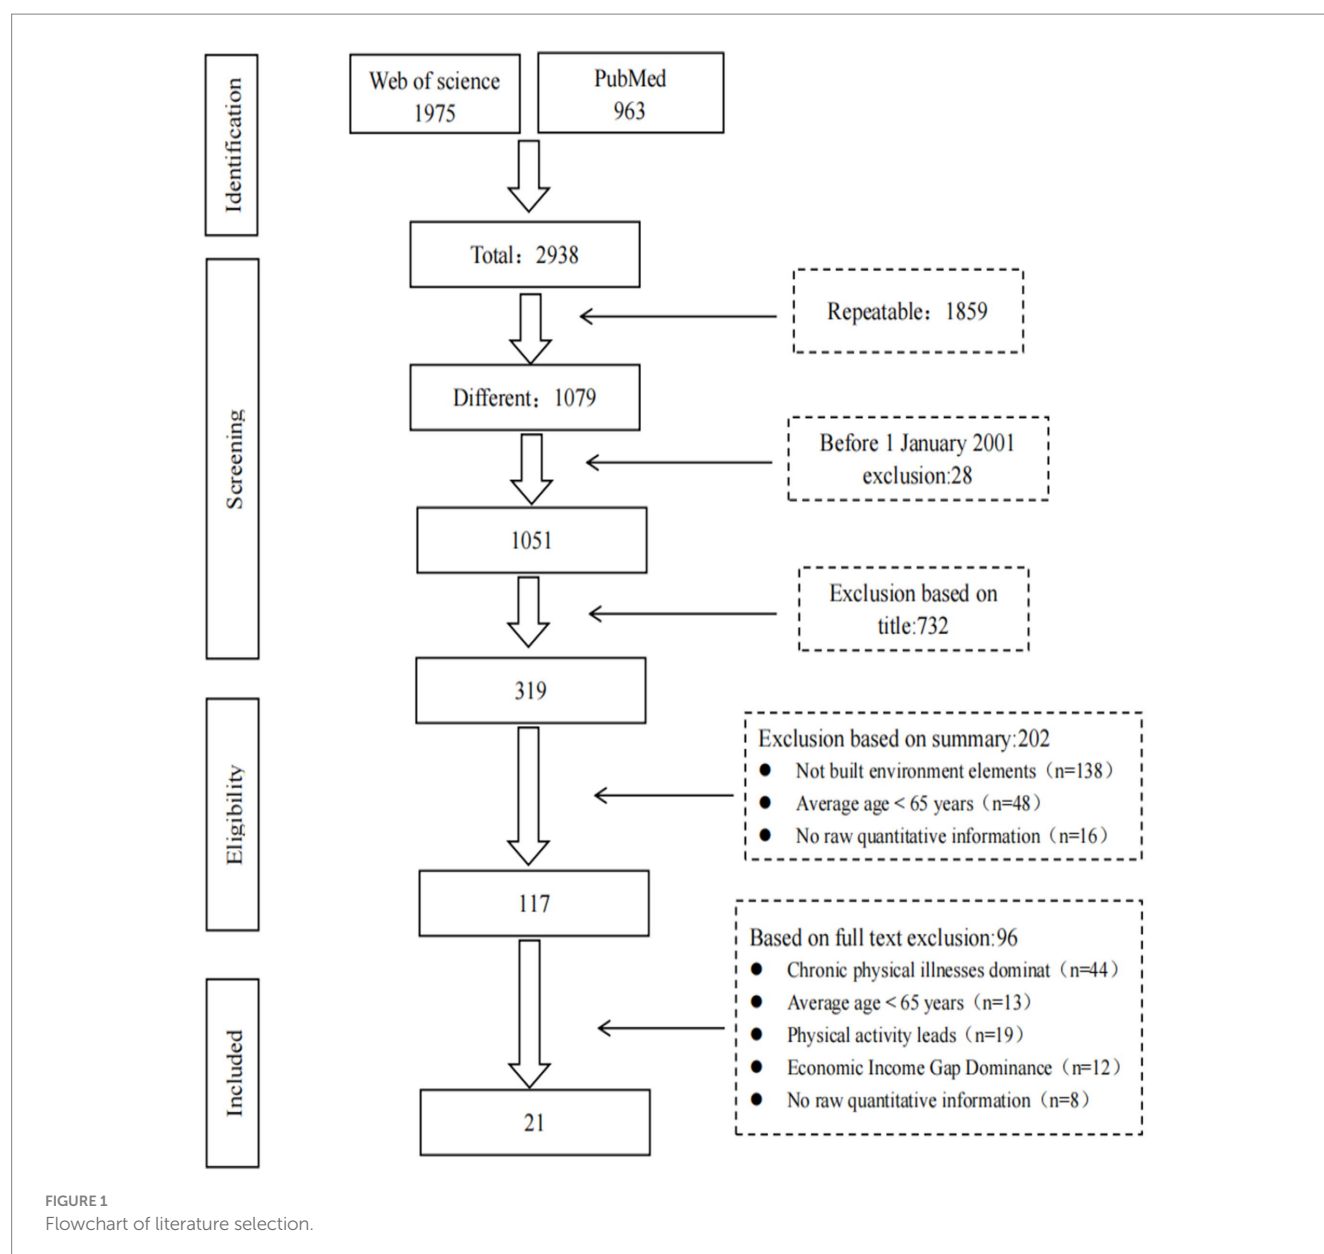 Identification
Web of science
1975
PubMed
963
Total：2938
Screening
Repeatable：1859
Different：1079
Before 1 January 2001
exclusion:28
1051
Exclusion based on
title:732
319
Eligibility
Exclusion based on summary:202
● Not built environment elements（n=138）
● Average age < 65 years（n=48）
● No raw quantitative information（n=16）
117
Based on full text exclusion:96
● Chronic physical illnesses dominat（n=44）
● Average age < 65 years（n=13）
● Physical activity leads（n=19）
● Economic Income Gap Dominance（n=12）
● No raw quantitative information（n=8）
Included
21
FIGURE 1
Flowchart of literature selection.